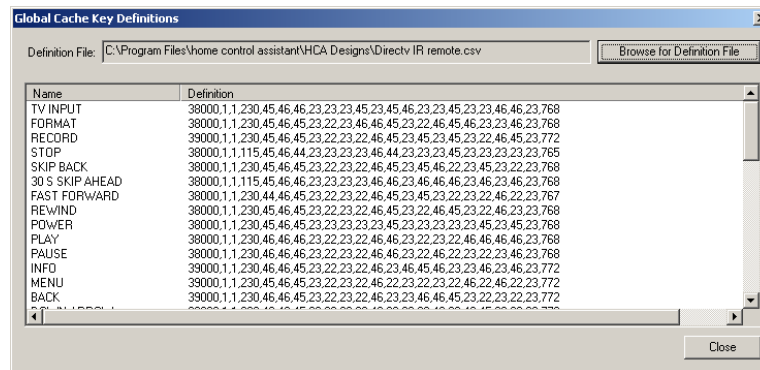 Global Cache Key Definitions
Definition File: C:\Program Files\home control assistant\HCA Designs\Directv IR remote.csv Browse for Definition File
Name Definition
TV INPUT 38000,1,1,230,45,46,46,23,23,23,45,23,45,46,23,23,45,23,23,46,46,23,768
FORMAT 38000,1,1,230,46,46,45,23,22,23,46,46,45,23,22,46,45,46,23,46,23,768
RECORD 39000,1,1,230,45,46,45,23,22,23,22,46,45,23,45,46,23,22,46,45,23,772
STOP 38000,1,1,115,45,46,44,23,23,23,23,46,44,23,23,23,45,23,23,23,23,23,765
SKIP BACK 38000,1,1,230,45,46,45,23,22,23,22,46,45,23,45,46,22,23,45,23,22,23,768
30 S SKIP AHEAD 38000,1,1,115,45,46,46,23,23,23,23,46,46,23,46,46,23,46,23,46,23,768
FAST FORWARD 38000,1,1,230,44,46,45,23,22,23,22,46,45,23,45,23,22,23,22,46,22,23,767
REWIND 38000,1,1,230,45,46,45,23,22,23,22,46,45,23,22,46,45,23,22,46,23,768
POWER 38000,1,1,230,45,46,45,23,23,23,23,45,46,23,23,23,23,45,23,45,23,768
PLAY 38000,1,1,230,46,46,46,23,22,23,22,46,46,23,22,23,22,46,46,46,23,768
PAUSE 38000,1,1,230,46,46,45,23,22,23,22,46,46,23,22,46,22,23,22,46,23,768
INFO 39000,1,1,230,46,46,45,23,22,23,22,46,23,46,45,46,23,23,46,23,772
MENU 39000,1,1,230,45,46,45,23,22,23,22,46,22,23,22,23,22,46,22,46,22,23,772
BACK 39000,1,1,230,45,46,45,23,22,23,22,46,23,23,46,46,45,23,22,23,22,23,772
Close